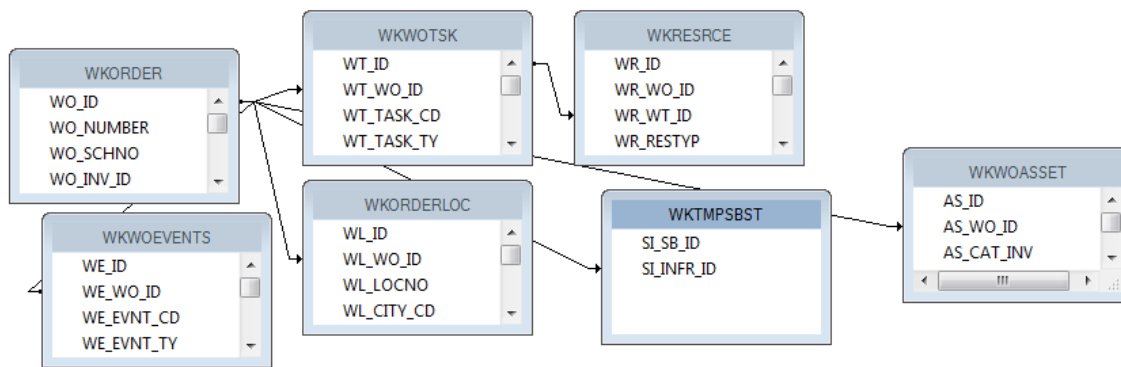 WKORDER
WO_ID
WO_NUMBER
WO_SCHNO
WO_INV_ID
WKWOTSK
WT_ID
WT_WO_ID
WT_TASK_CD
WT_TASK_TY
WKRESRCE
WR_ID
WR_WO_ID
WR_WT_ID
WR_RESTYP
WKWOEVENTS
WE_ID
WE_WO_ID
WE_EVNT_CD
WE_EVNT_TY
WKORDERLOC
WL_ID
WL_WO_ID
WL_LOCNO
WL_CITY_CD
WKTMPSBST
SI_SB_ID
SI_INFR_ID
WKWOASSET
AS_ID
AS_WO_ID
AS_CAT_INV